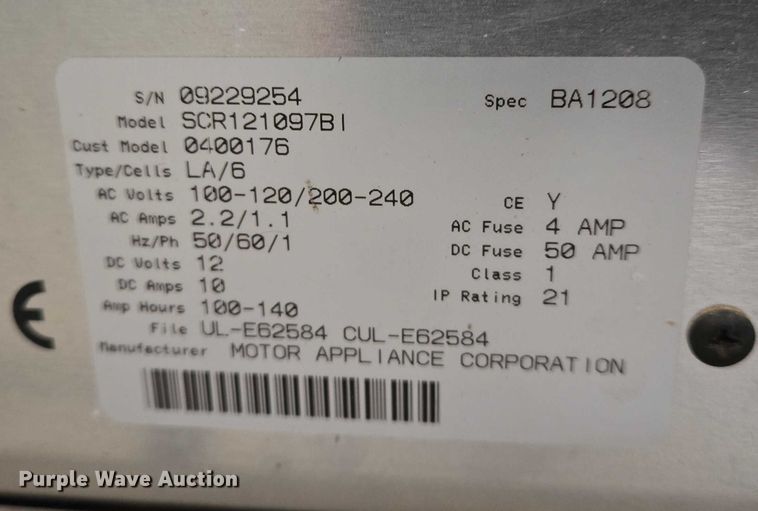 S/N 09229254 Spec BA1208
Model SCR121097BI
Cust Model 0400176
Type/Cells LA/6
AC Volts 100-120/200-240 CE Y
AC Amps 2.2/1.1 AC Fuse 4 AMP
Hz/Ph 50/60/1 DC Fuse 50 AMP
DC Volts 12 Class 1
DC Amps 10 IP Rating 21
Amp Hours 100-140
File UL-E62584 CUL-E62584
Manufacturer MOTOR APPLIANCE CORPORATION
CE
Purple Wave Auction